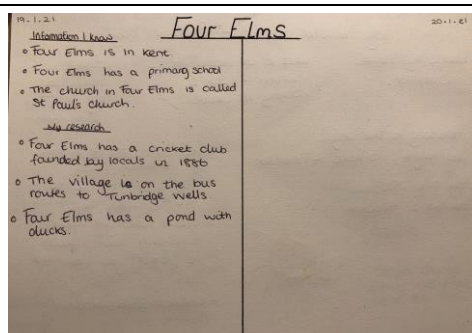 19.1.21
Four Elms
20.1.21
Information I know
Four Elms is in Kent.
Four Elms has a primary school
The church in Four Elms is called
St Paul's church.
My research
Four Elms has a cricket club
founded by locals in 1886
The village is on the bus
routes to Tunbridge Wells
Four Elms has a pond with
ducks.